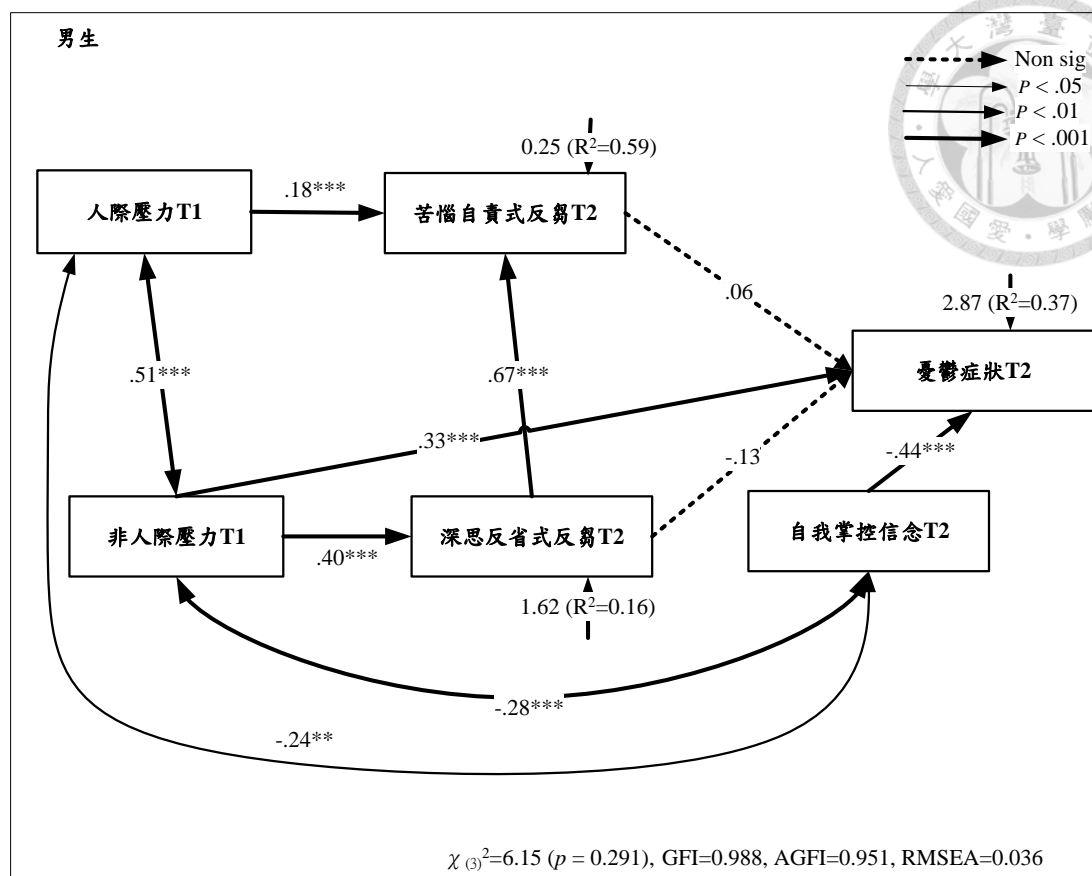 男生
Non sig
P < .05
P < .01
P < .001
0.25 (R²=0.59)
人際壓力T1
.18***
苦惱自責式反芻T2
.06
2.87 (R²=0.37)
憂鬱症狀T2
.51***
.67***
.33***
-.13
-.44***
非人際壓力T1
.40***
深思反省式反芻T2
自我掌控信念T2
1.62 (R²=0.16)
-.28***
-.24**
χ ₍₃₎²=6.15 (p = 0.291), GFI=0.988, AGFI=0.951, RMSEA=0.036